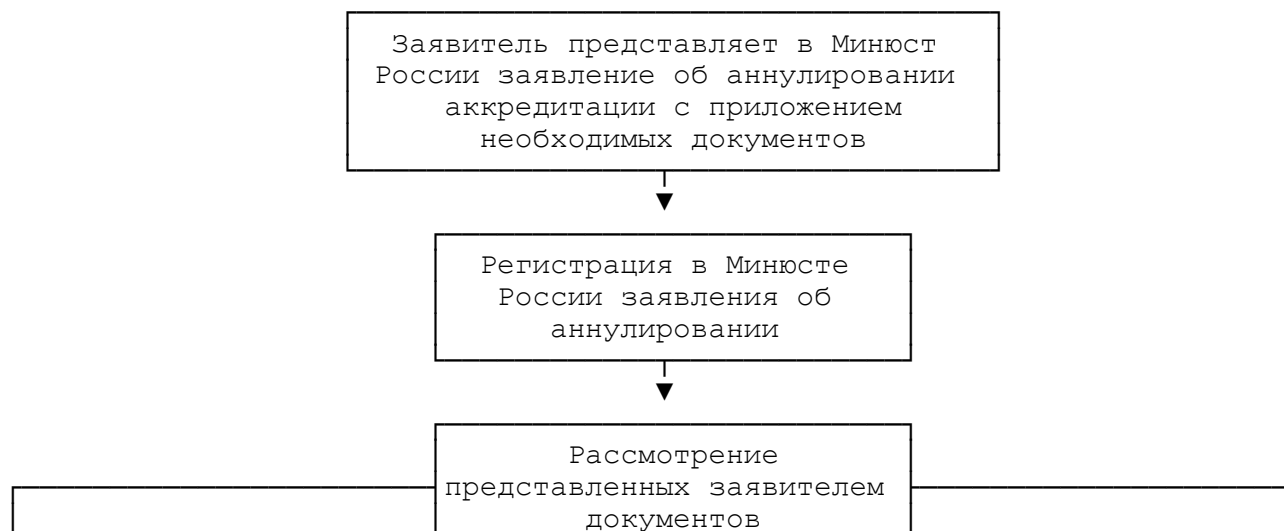 Заявитель представляет в Минюст
России заявление об аннулировании
аккредитации с приложением
необходимых документов
Регистрация в Минюсте
России заявления об
аннулировании
Рассмотрение
представленных заявителем
документов